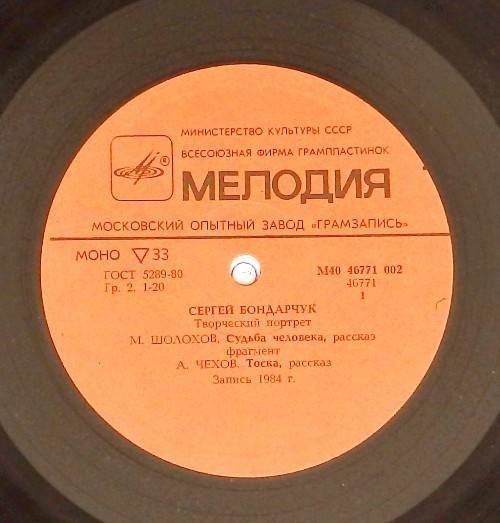 МИНИСТЕРСТВО КУЛЬТУРЫ СССР
ВСЕСОЮЗНАЯ ФИРМА ГРАМПЛАСТИНОК
®
МЕЛОДИЯ
МОСКОВСКИЙ ОПЫТНЫЙ ЗАВОД «ГРАМЗАПИСЬ»
МОНО ▽ 33
ГОСТ 5289-80
Гр. 2. 1-20
М40 46771 002
46771
1
СЕРГЕЙ БОНДАРЧУК
Творческий портрет
М. ШОЛОХОВ. Судьба человека, рассказ
фрагмент
А. ЧЕХОВ. Тоска, рассказ
Запись 1984 г.